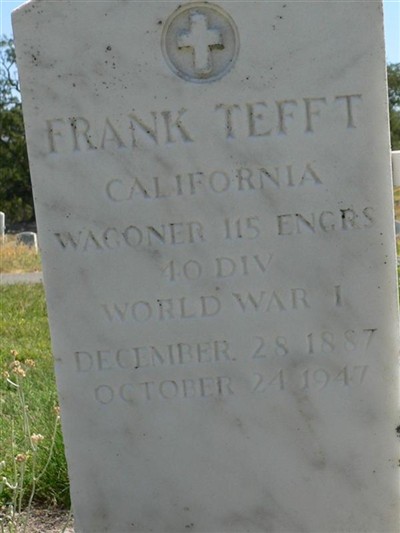 FRANK TEFFT
CALIFORNIA
WAGONER 115 ENGRS
40 DIV
WORLD WAR I
DECEMBER 28 1887
OCTOBER 24 1947